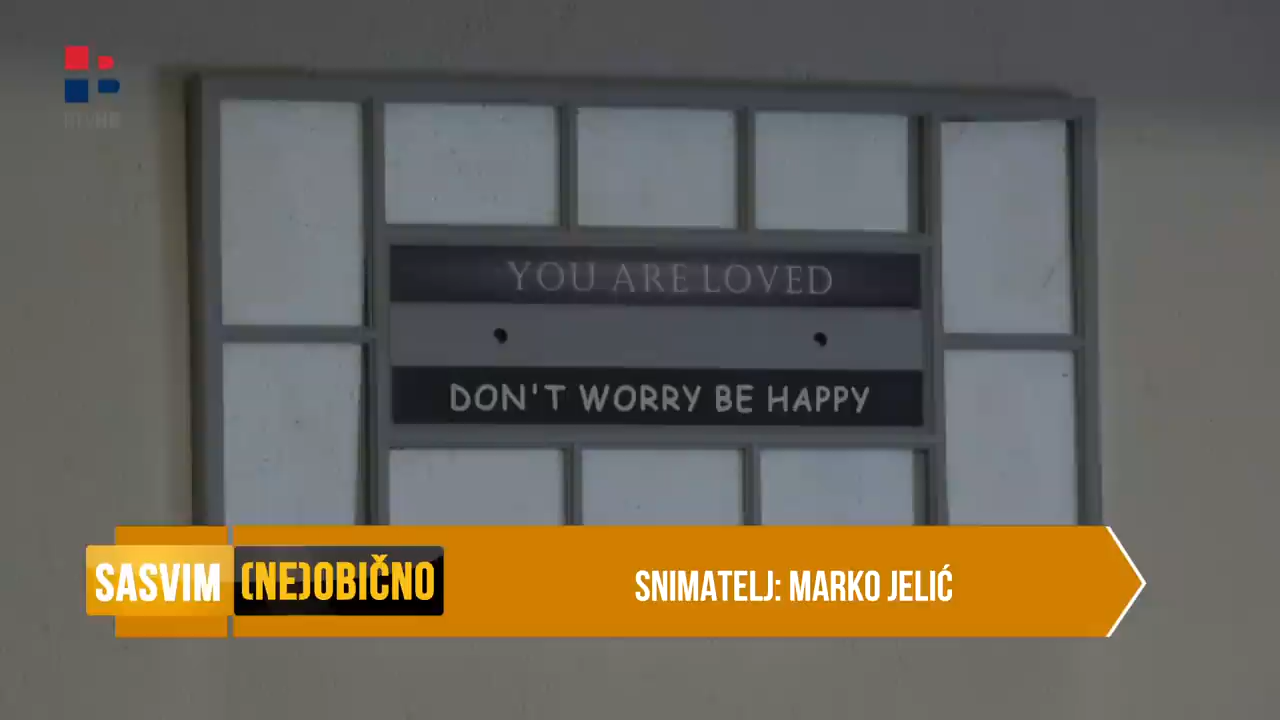 YOU ARE LOVED
DON'T WORRY BE HAPPY
SASVIM (NE)OBIČNO
SNIMATELJ: MARKO JELIĆ